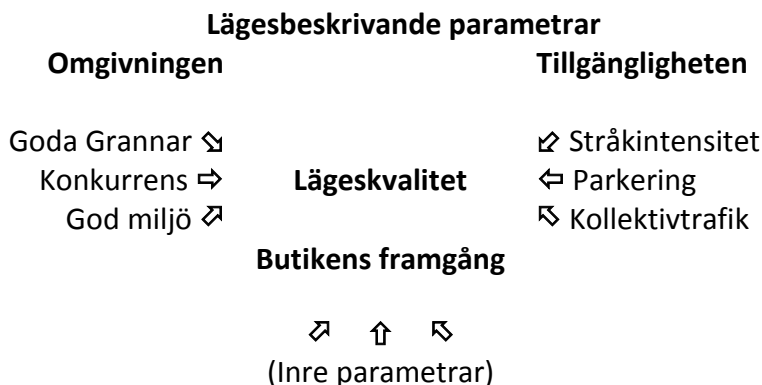 Lägesbeskrivande parametrar
Omgivningen Tillgängligheten
Goda Grannar ⬂ ⬃ Stråkintensitet
Konkurrens ⇨ Lägeskvalitet ⇦ Parkering
God miljö ⬀ ⬁ Kollektivtrafik
Butikens framgång
⬀ ⇧ ⬁
(Inre parametrar)